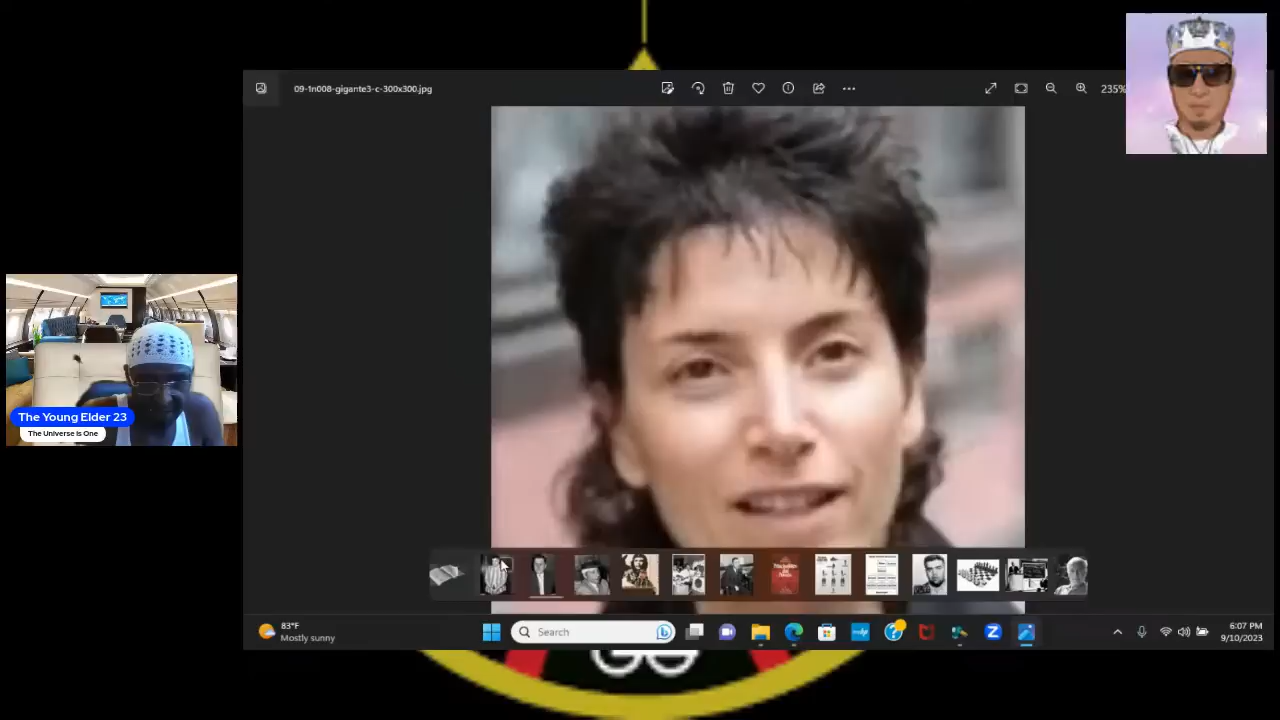 09-1n008-gigante3-c-300x300.jpg
235%
The Young Elder 23
The Universe is One
83°F
Mostly sunny
Search
6:07 PM
9/10/2023